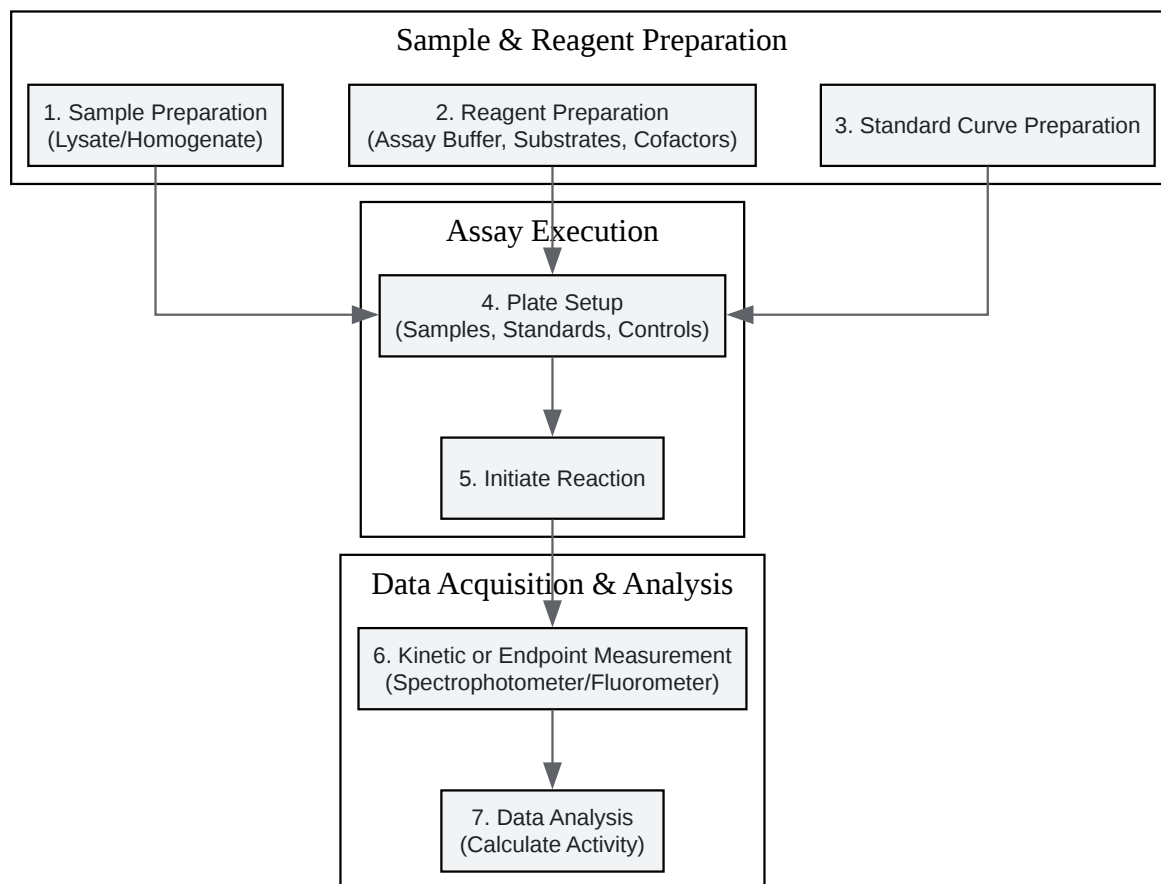 Sample & Reagent Preparation
1. Sample Preparation
(Lysate/Homogenate)
2. Reagent Preparation
(Assay Buffer, Substrates, Cofactors)
3. Standard Curve Preparation
Assay Execution
4. Plate Setup
(Samples, Standards, Controls)
5. Initiate Reaction
Data Acquisition & Analysis
6. Kinetic or Endpoint Measurement
(Spectrophotometer/Fluorometer)
7. Data Analysis
(Calculate Activity)